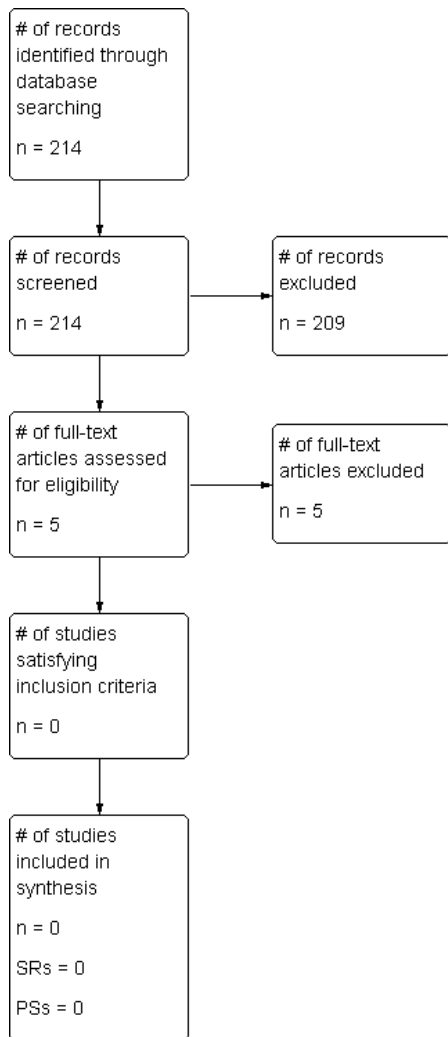 # of records
identified through
database
searching
n = 214
# of records
screened
n = 214
# of records
excluded
n = 209
# of full-text
articles assessed
for eligibility
n = 5
# of full-text
articles excluded
n = 5
# of studies
satisfying
inclusion criteria
n = 0
# of studies
included in
synthesis
n = 0
SRs = 0
PSs = 0